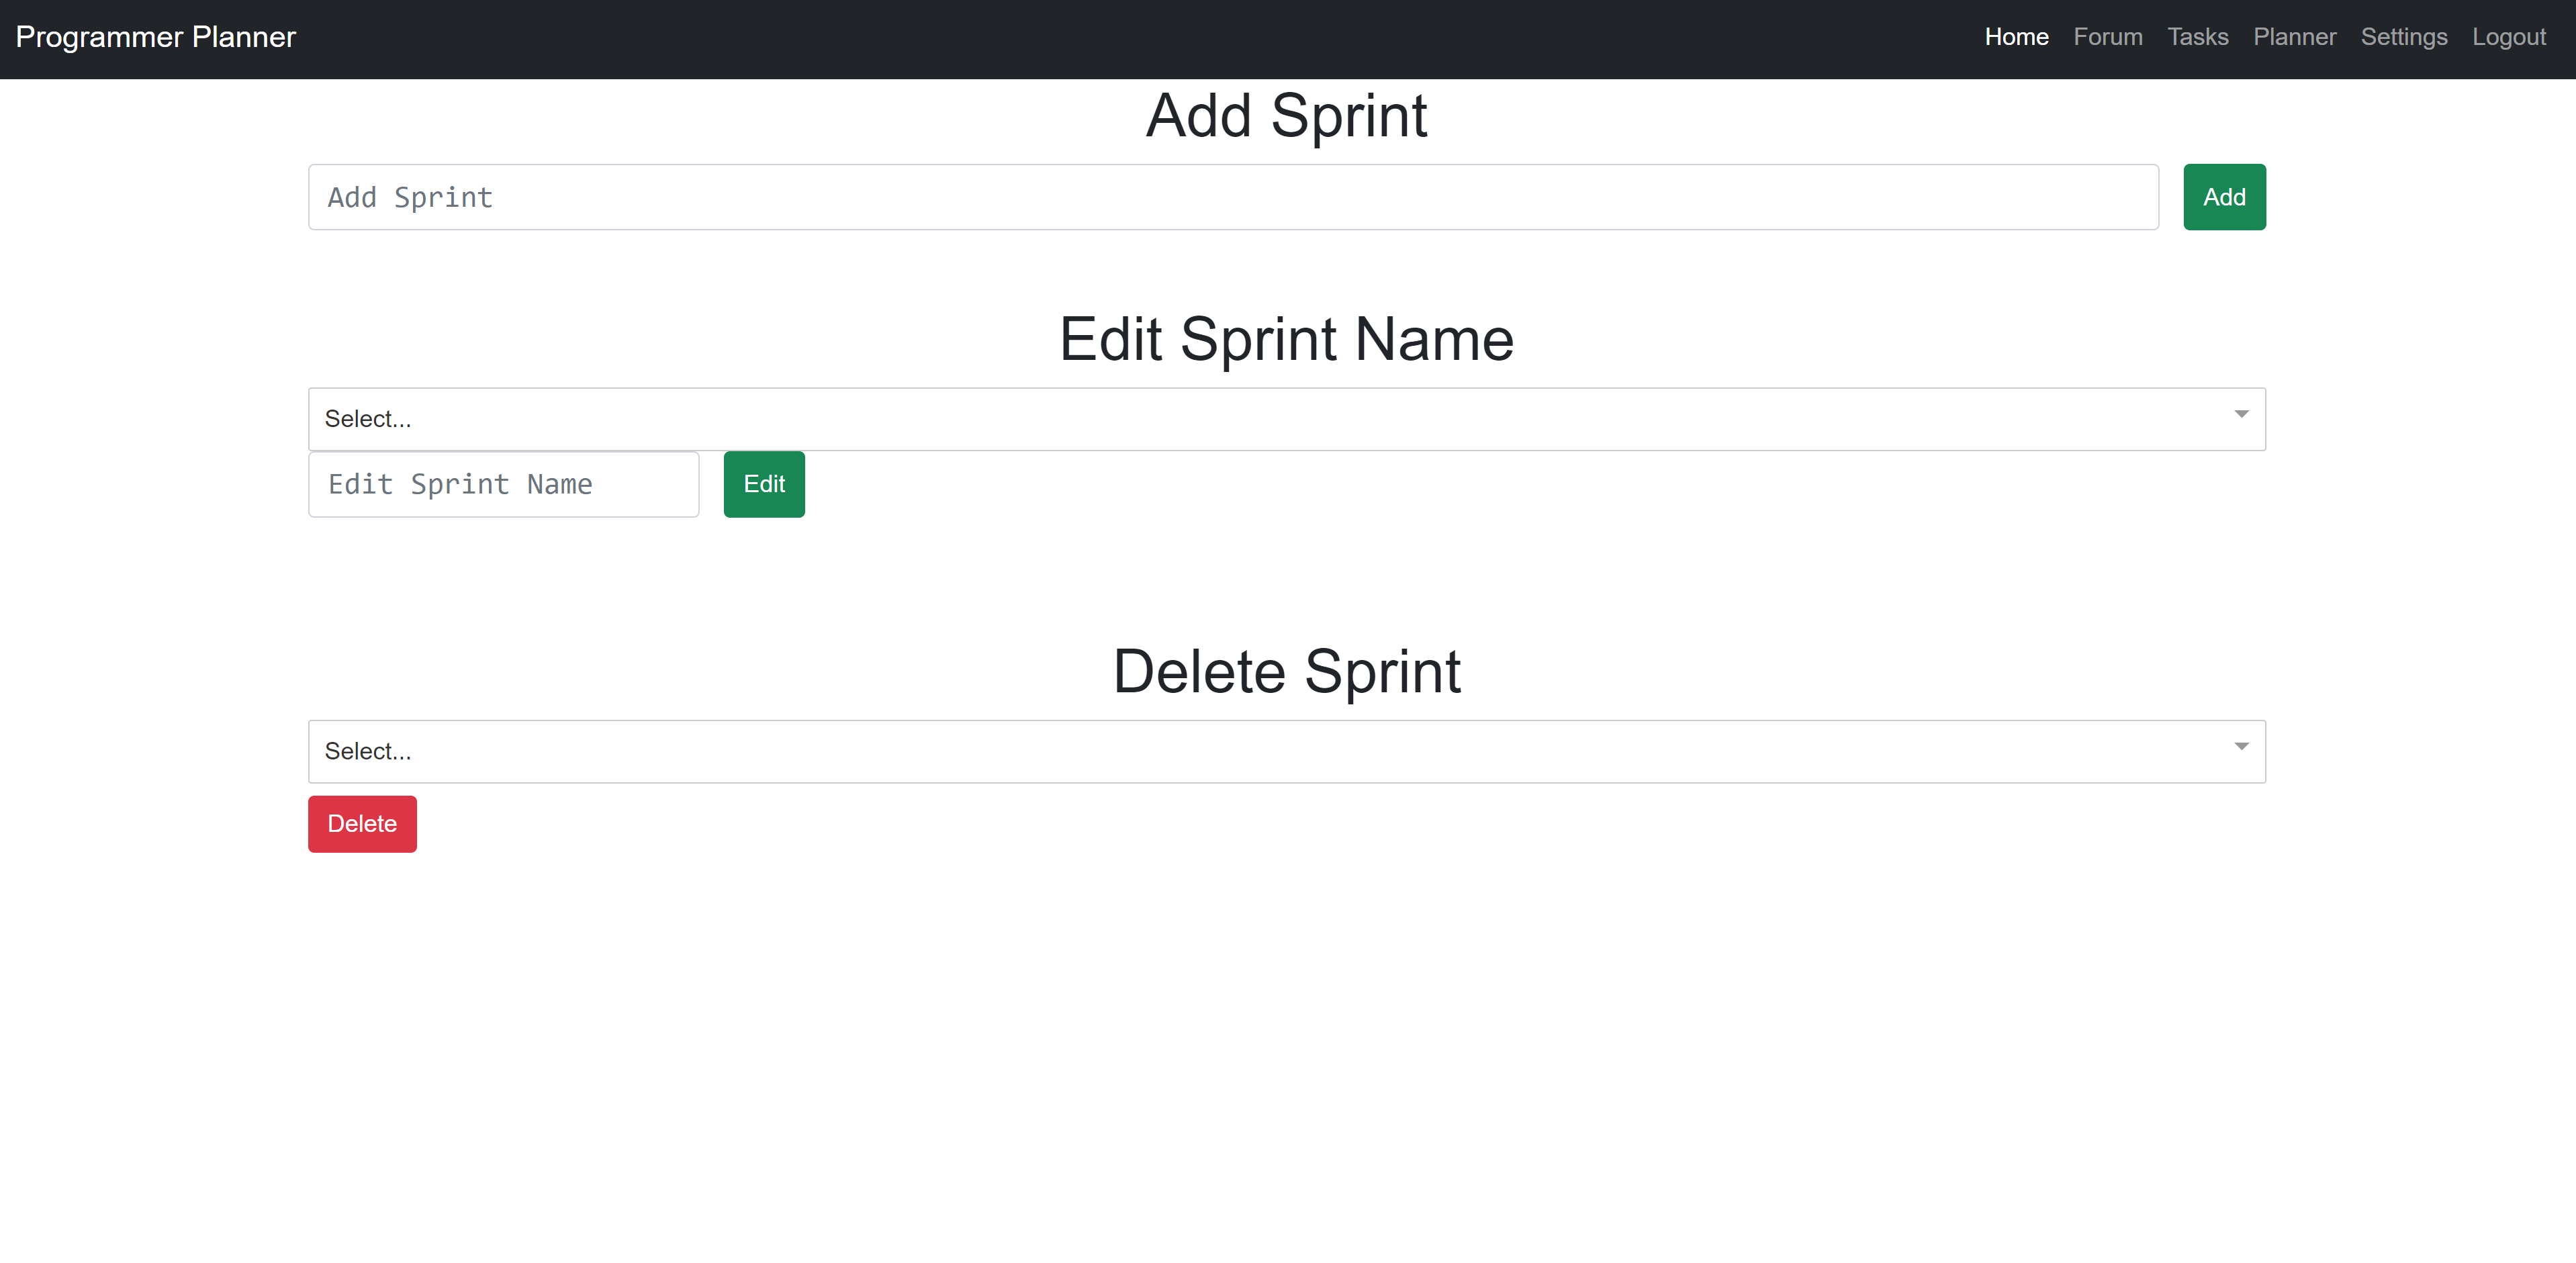 Programmer Planner Home Forum Tasks Planner Settings Logout
Add Sprint
Add Sprint Add
Edit Sprint Name
Select...
Edit Sprint Name Edit
Delete Sprint
Select...
Delete